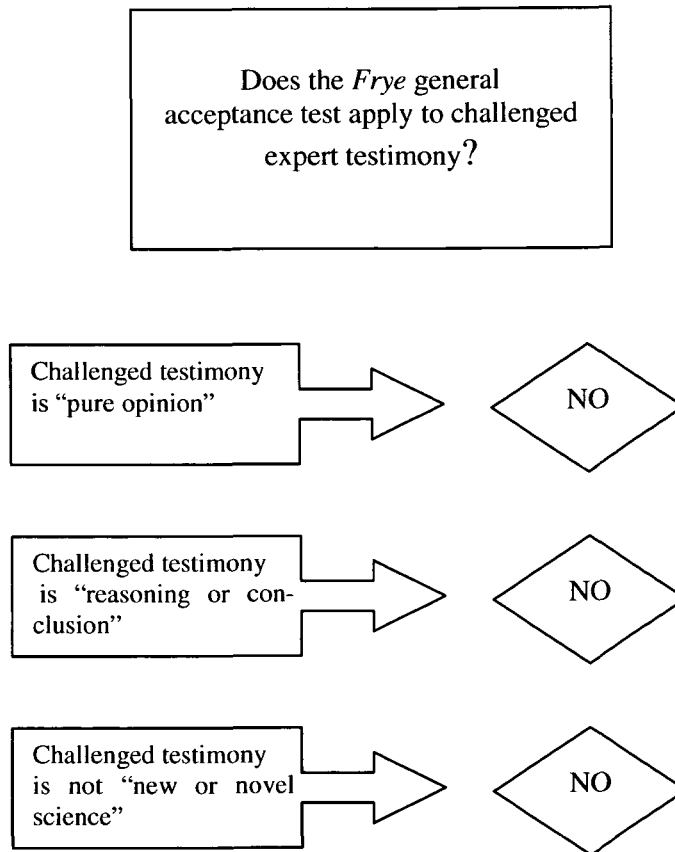 Does the Frye general
acceptance test apply to challenged
expert testimony?
Challenged testimony
is “pure opinion”
NO
Challenged testimony
is “reasoning or con-
clusion”
NO
Challenged testimony
is not “new or novel
science”
NO